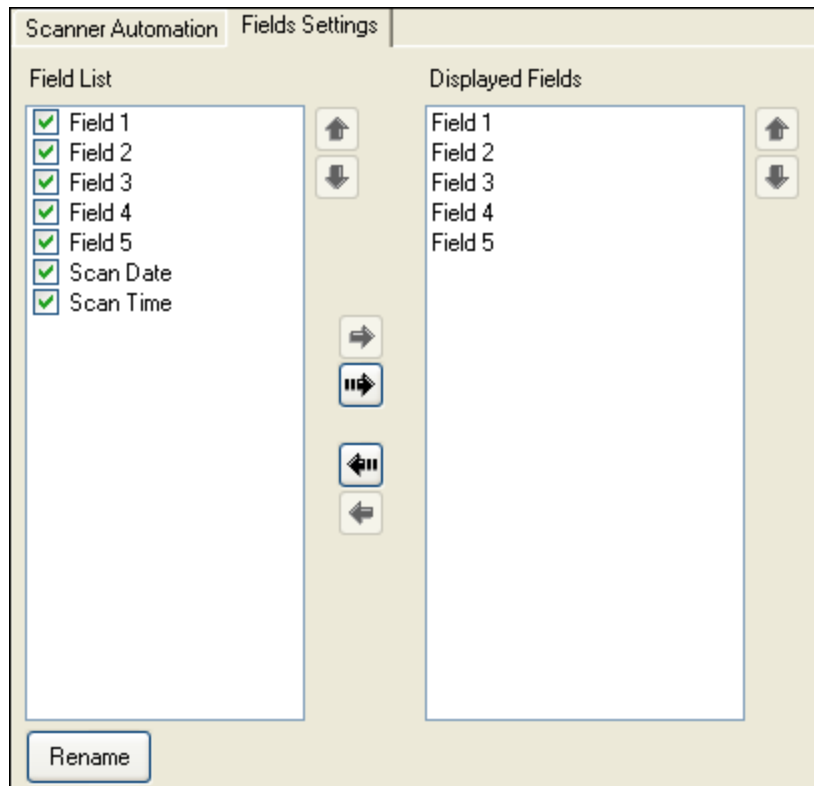 Scanner Automation Fields Settings
Field List
Field 1
Field 2
Field 3
Field 4
Field 5
Scan Date
Scan Time
Rename
Displayed Fields
Field 1
Field 2
Field 3
Field 4
Field 5